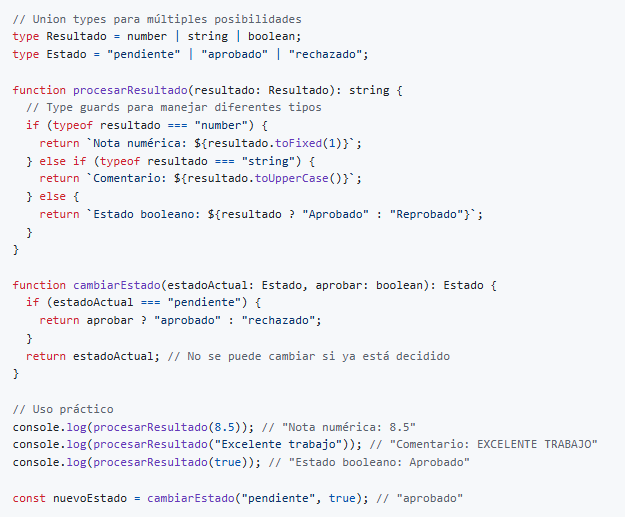 // Union types para múltiples posibilidades
type Resultado = number | string | boolean;
type Estado = "pendiente" | "aprobado" | "rechazado";

function procesarResultado(resultado: Resultado): string {
  // Type guards para manejar diferentes tipos
  if (typeof resultado === "number") {
    return `Nota numérica: ${resultado.toFixed(1)}`;
  } else if (typeof resultado === "string") {
    return `Comentario: ${resultado.toUpperCase()}`;
  } else {
    return `Estado booleano: ${resultado ? "Aprobado" : "Reprobado"}`;
  }
}

function cambiarEstado(estadoActual: Estado, aprobar: boolean): Estado {
  if (estadoActual === "pendiente") {
    return aprobar ? "aprobado" : "rechazado";
  }
  return estadoActual; // No se puede cambiar si ya está decidido
}

// Uso práctico
console.log(procesarResultado(8.5)); // "Nota numérica: 8.5"
console.log(procesarResultado("Excelente trabajo")); // "Comentario: EXCELENTE TRABAJO"
console.log(procesarResultado(true)); // "Estado booleano: Aprobado"

const nuevoEstado = cambiarEstado("pendiente", true); // "aprobado"